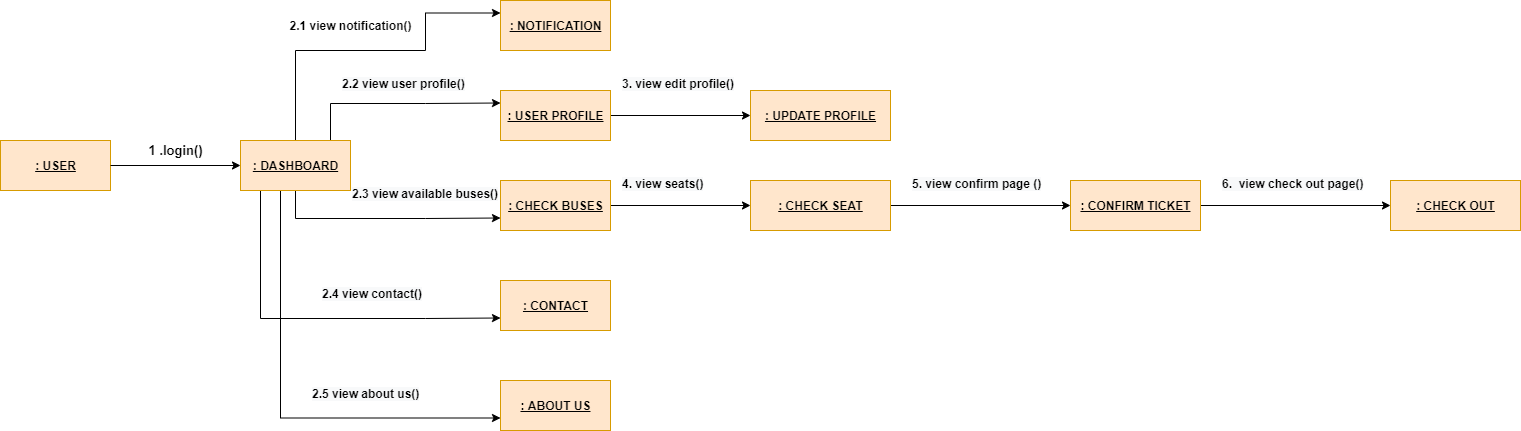 2.1 view notification()
: NOTIFICATION
2.2 view user profile()
3. view edit profile()
: USER PROFILE
: UPDATE PROFILE
1 .login()
: USER
: DASHBOARD
2.3 view available buses()
4. view seats()
5. view confirm page ()
6.  view check out page()
: CHECK BUSES
: CHECK SEAT
: CONFIRM TICKET
: CHECK OUT
2.4 view contact()
: CONTACT
2.5 view about us()
: ABOUT US